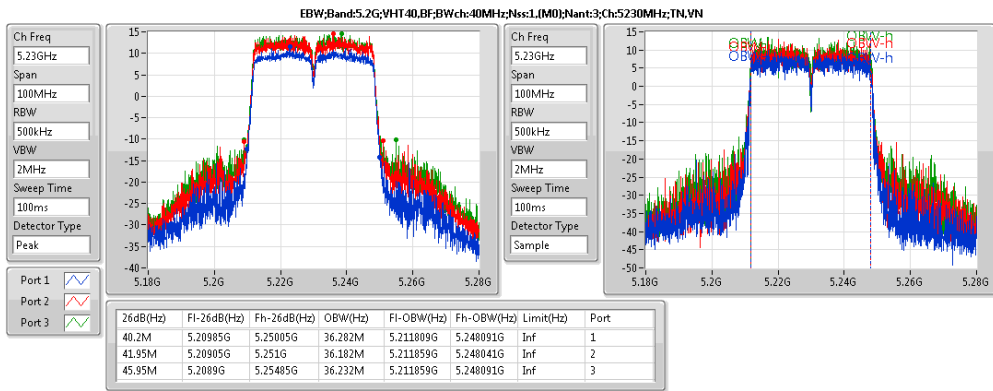 EBW;Band:5.2G;VHT40,BF;BWch:40MHz;Nss:1,(M0);Nant:3;Ch:5230MHz;TN,VN
Ch Freq
5.23GHz
Span
100MHz
RBW
500kHz
VBW
2MHz
Sweep Time
100ms
Detector Type
Peak
15
10
5
0
-5
-10
-15
-20
-25
-30
-35
-40
5.18G
5.2G
5.22G
5.24G
5.26G
5.28G
Ch Freq
5.23GHz
Span
100MHz
RBW
500kHz
VBW
2MHz
Sweep Time
100ms
Detector Type
Sample
15
10
5
0
-5
-10
-15
-20
-25
-30
-35
-40
-45
-50
OBW-h
OBW-h
5.18G
5.2G
5.22G
5.24G
5.26G
5.28G
Port 1
Port 2
Port 3
26dB(Hz) Fl-26dB(Hz) Fh-26dB(Hz) OBW(Hz) Fl-OBW(Hz) Fh-OBW(Hz) Limit(Hz) Port
40.2M 5.20985G 5.25005G 36.282M 5.211809G 5.248091G Inf 1
41.95M 5.20905G 5.251G 36.182M 5.211859G 5.248041G Inf 2
45.95M 5.2089G 5.25485G 36.232M 5.211859G 5.248091G Inf 3